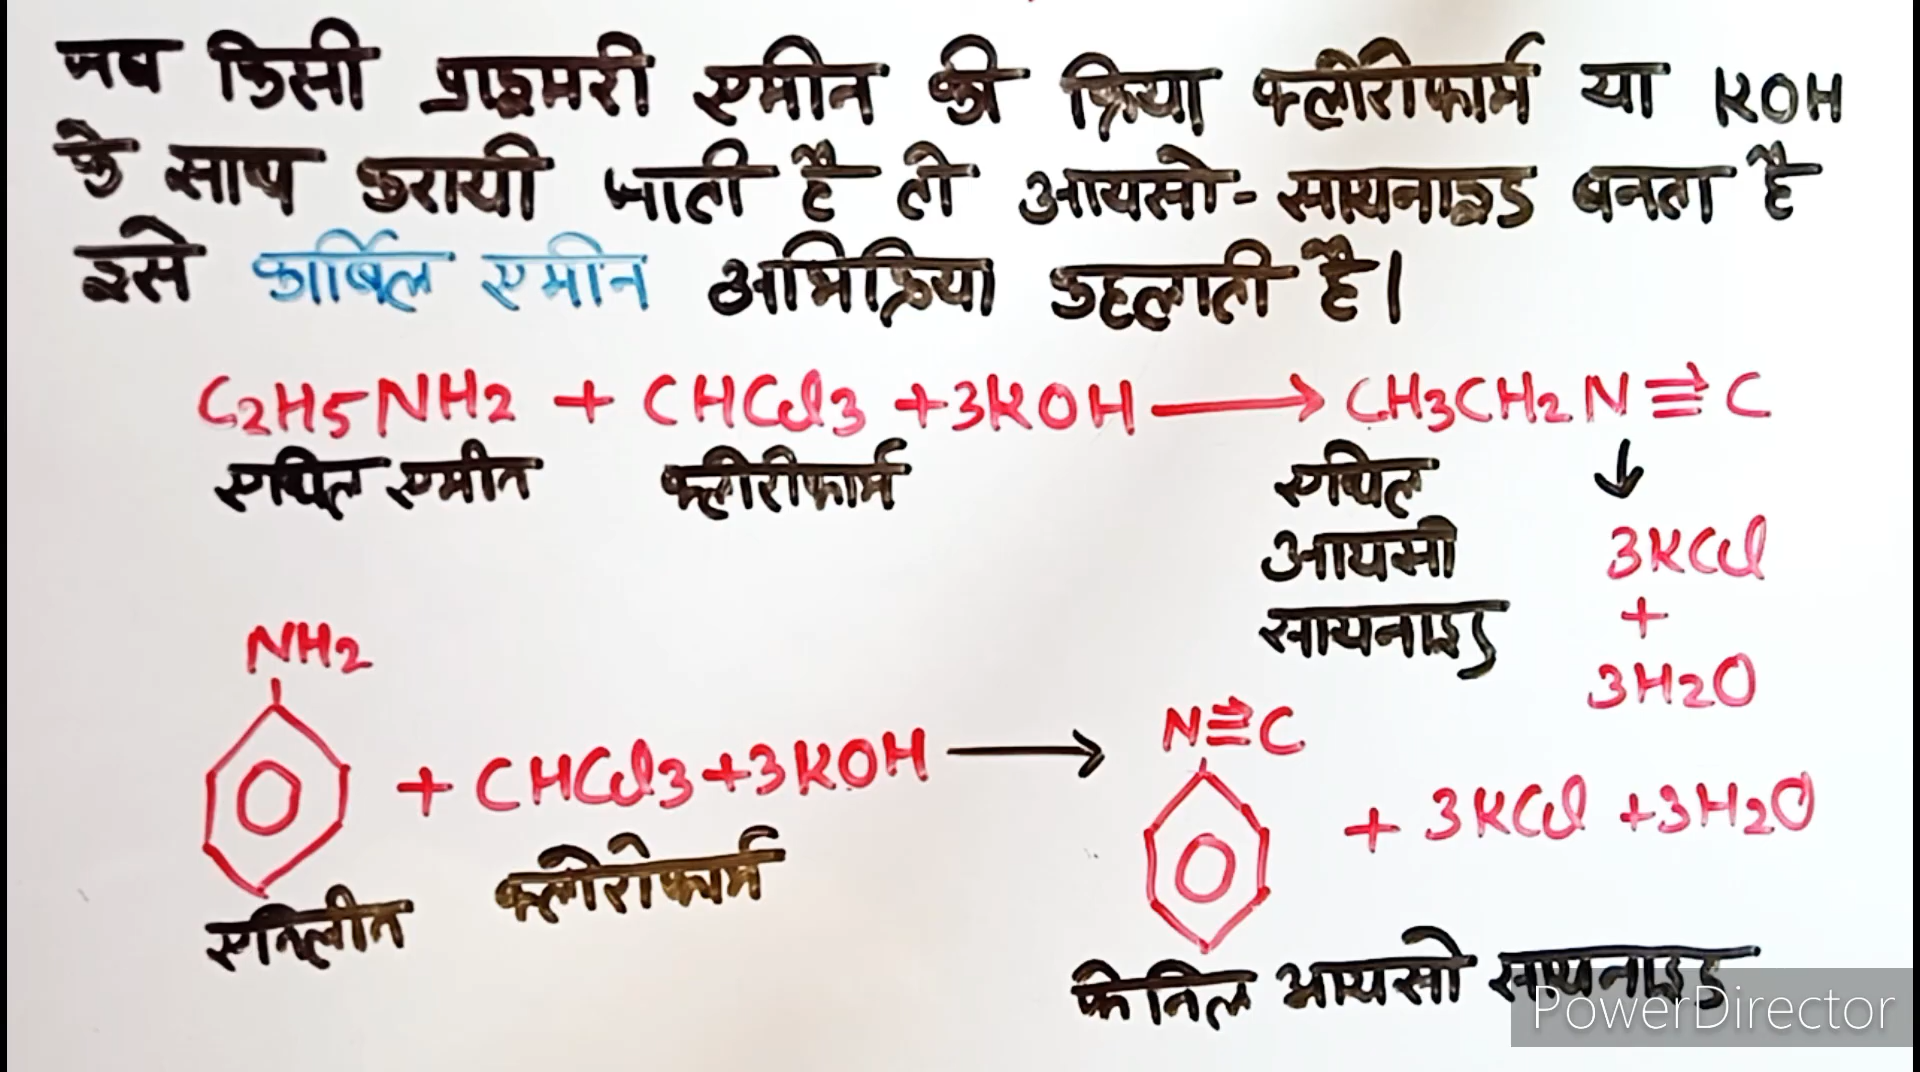 जब किसी प्राइमरी एमीन की क्रिया क्लोरोफार्म या KOH
के साथ करायी जाती है तो आयसो-सायनाइड बनता है
इसे कार्बिल एमीन अभिक्रिया कहलाती है।
C2H5NH2 + CHCl3 +3KOH → CH3CH2N≡C
एथिल एमीन क्लोरोफार्म एथिल ↓
आयसो 3KCl
सायनाइड +
3H2O
NH2
N≡C
+ CHCl3+3KOH → + 3KCl +3H2O
एनिलीन क्लोरोफार्म
फेनिल आयसो सायनाइड
PowerDirector